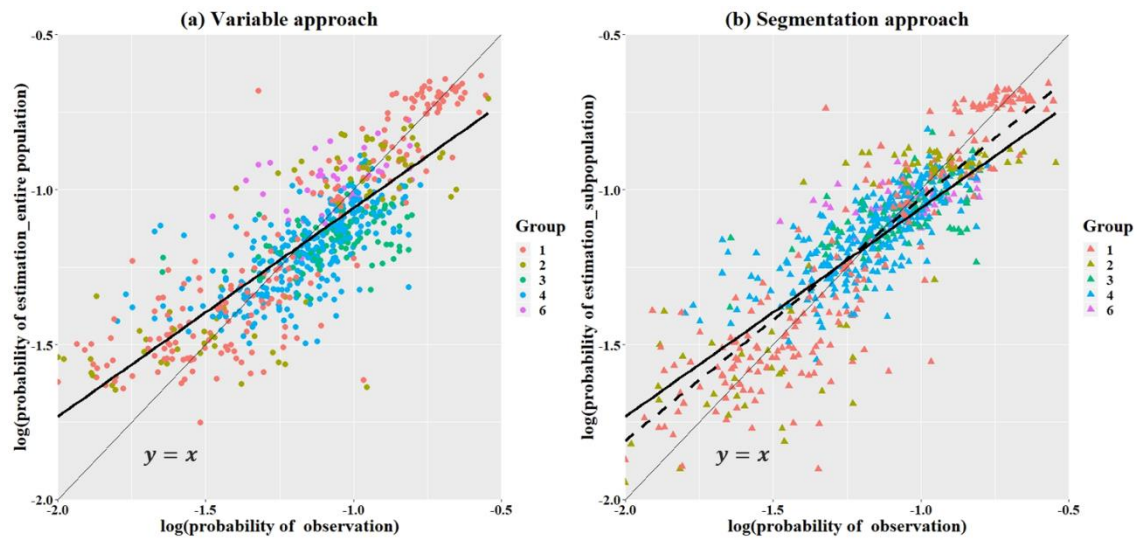 (a) Variable approach
-0.5
-1.0
-1.5
-2.0
log(probability of estimation_entire population)
-2.0 -1.5 -1.0 -0.5
log(probability of observation)
y = x
Group
1
2
3
4
6
(b) Segmentation approach
-0.5
-1.0
-1.5
-2.0
log(probability of estimation_subpopulation)
-2.0 -1.5 -1.0 -0.5
log(probability of observation)
y = x
Group
1
2
3
4
6